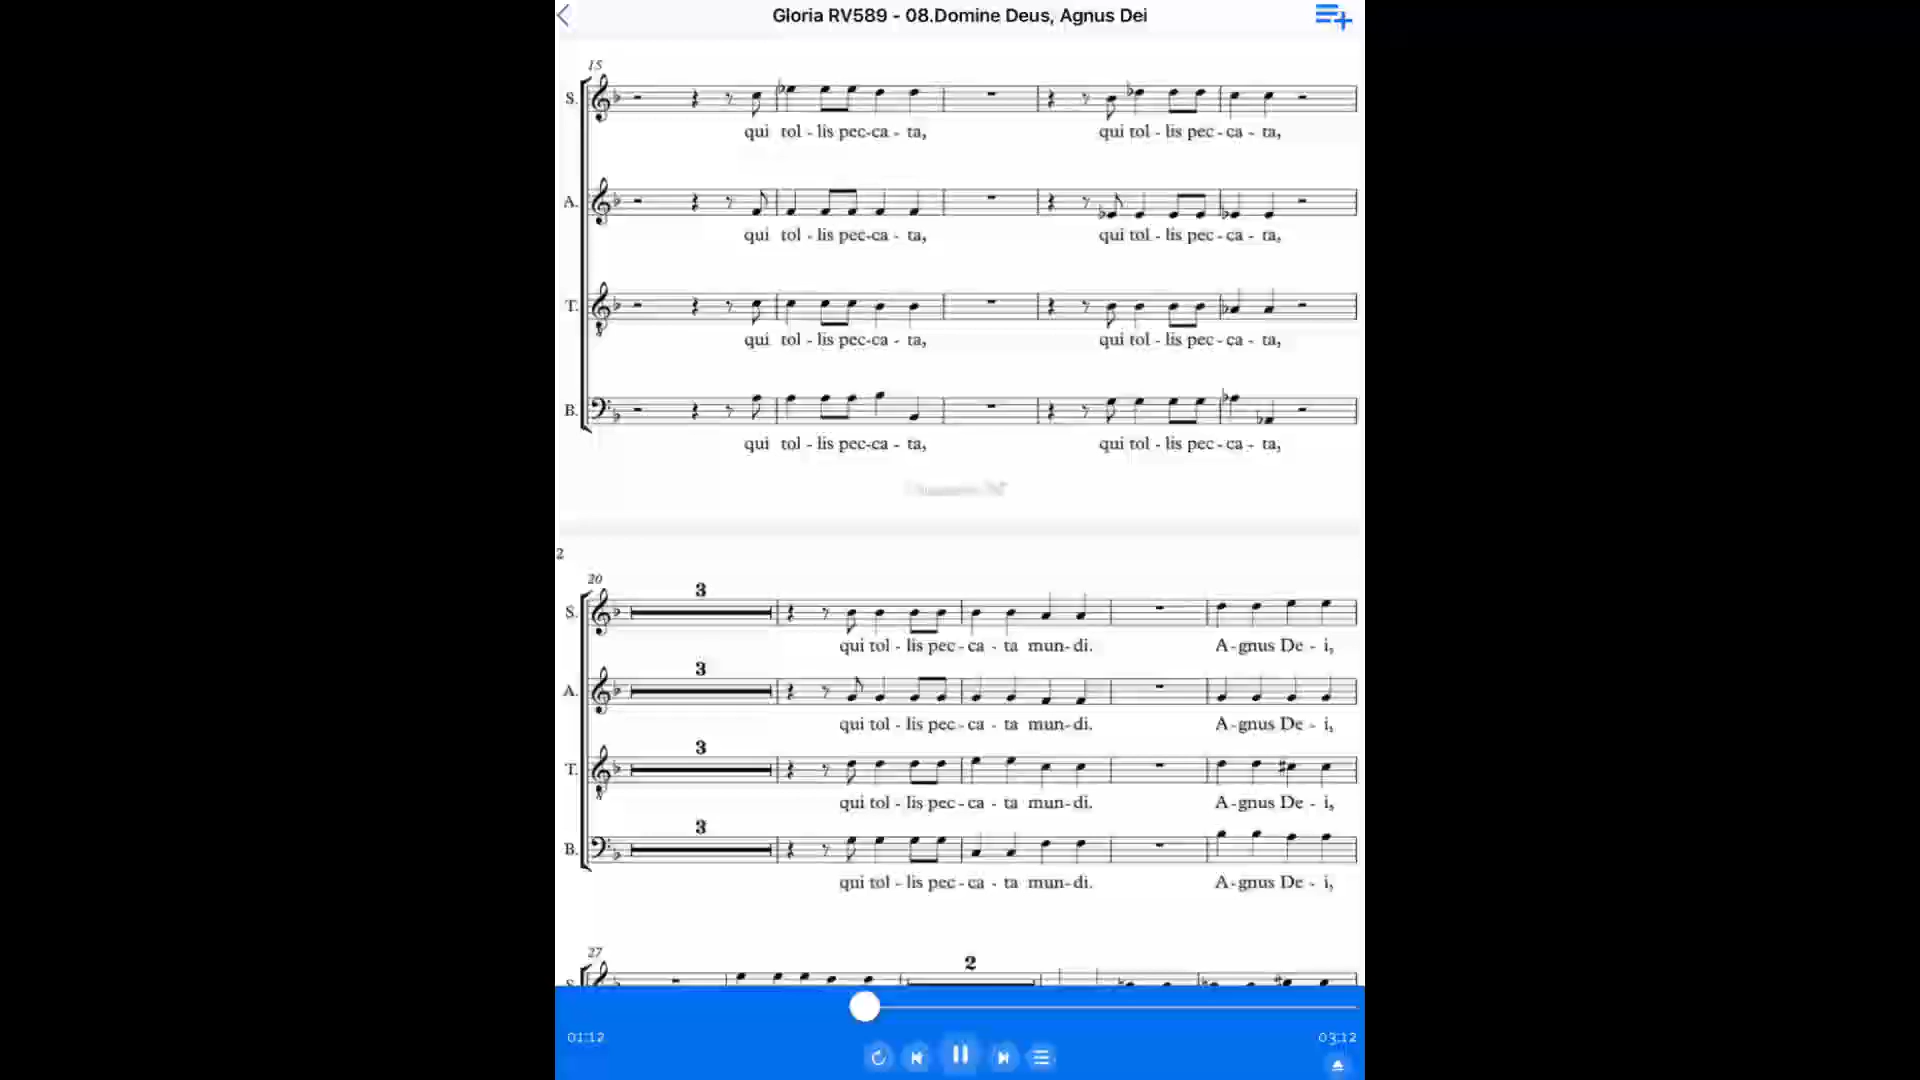 Gloria RV589 - 08.Domine Deus, Agnus Dei
15
S.
qui tol - lis pec-ca - ta, qui tol - lis pec - ca - ta,
A.
qui tol - lis pec-ca - ta, qui tol - lis pec - ca - ta,
T.
qui tol - lis pec-ca - ta, qui tol - lis pec - ca - ta,
B.
qui tol - lis pec-ca - ta, qui tol - lis pec - ca - ta,
2
20
3
S.
qui tol - lis pec - ca - ta mun-di. A-gnus De - i,
3
A.
qui tol - lis pec - ca - ta mun-di. A-gnus De - i,
3
T.
qui tol - lis pec - ca - ta mun-di. A-gnus De - i,
3
B.
qui tol - lis pec - ca - ta mun-di. A-gnus De - i,
27
2
S.
01:12
03:12